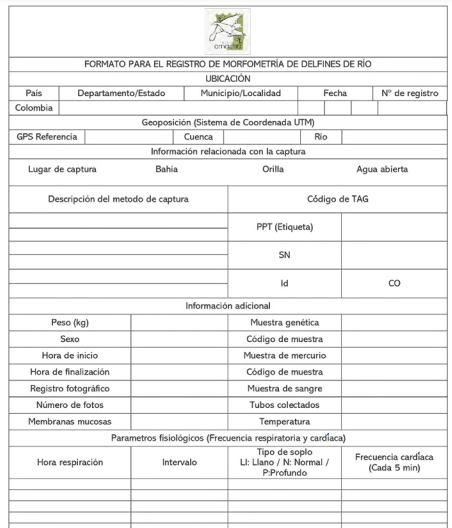 omacha
FORMATO PARA EL REGISTRO DE MORFOMETRÍA DE DELFINES DE RÍO
UBICACIÓN
País Departamento/Estado Municipio/Localidad Fecha N° de registro
Colombia
Geoposición (Sistema de Coordenada UTM)
GPS Referencia Cuenca Rio
Información relacionada con la captura
Lugar de captura Bahia Orilla Agua abierta
Descripción del metodo de captura Código de TAG
PPT (Etiqueta)
SN
Id CO
Información adicional
Peso (kg) Muestra genética
Sexo Código de muestra
Hora de inicio Muestra de mercurio
Hora de finalización Código de muestra
Registro fotográfico Muestra de sangre
Número de fotos Tubos colectados
Membranas mucosas Temperatura
Parametros fisiológicos (Frecuencia respiratoria y cardíaca)
Hora respiración Intervalo Tipo de soplo
Ll: Llano / N: Normal /
P:Profundo
Frecuencia cardíaca
(Cada 5 min)